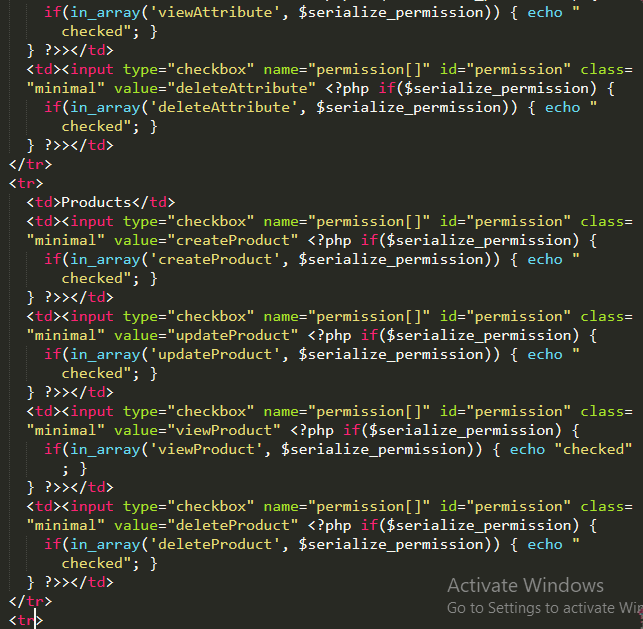 if(in_array('viewAttribute', $serialize_permission)) { echo "
checked"; }
} ?>></td>
<td><input type="checkbox" name="permission[]" id="permission" class=
"minimal" value="deleteAttribute" <?php if($serialize_permission) {
if(in_array('deleteAttribute', $serialize_permission)) { echo "
checked"; }
} ?>></td>
</tr>
<tr>
<td>Products</td>
<td><input type="checkbox" name="permission[]" id="permission" class=
"minimal" value="createProduct" <?php if($serialize_permission) {
if(in_array('createProduct', $serialize_permission)) { echo "
checked"; }
} ?>></td>
<td><input type="checkbox" name="permission[]" id="permission" class=
"minimal" value="updateProduct" <?php if($serialize_permission) {
if(in_array('updateProduct', $serialize_permission)) { echo "
checked"; }
} ?>></td>
<td><input type="checkbox" name="permission[]" id="permission" class=
"minimal" value="viewProduct" <?php if($serialize_permission) {
if(in_array('viewProduct', $serialize_permission)) { echo "checked"
; }
} ?>></td>
<td><input type="checkbox" name="permission[]" id="permission" class=
"minimal" value="deleteProduct" <?php if($serialize_permission) {
if(in_array('deleteProduct', $serialize_permission)) { echo "
checked"; }
} ?>></td>
</tr>
<tr>
Activate Windows
Go to Settings to activate Win